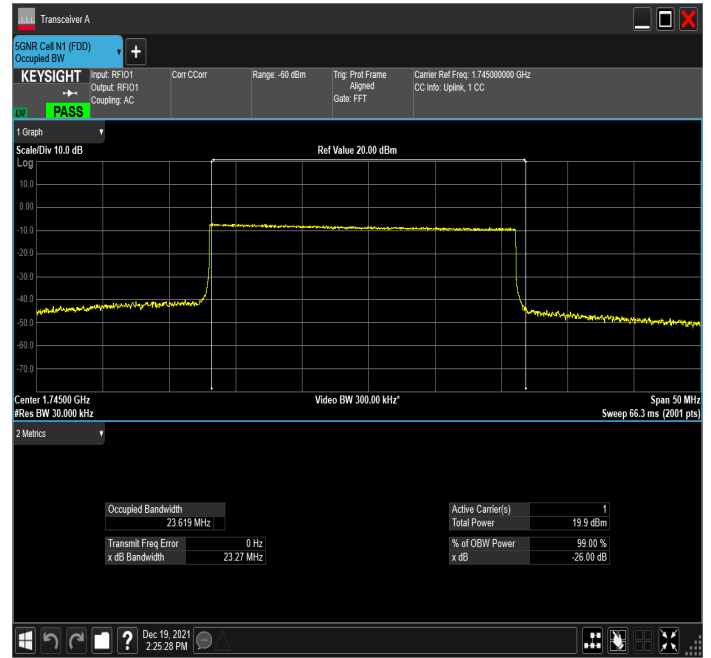 Transceiver A
5GNR Cell N1 (FDD)
Occupied BW
KEYSIGHT
LXI
PASS
Input: RFIO1
Output: RFIO1
Coupling: AC
Corr CCorr
Range: -60 dBm
Trig: Prot Frame
Aligned
Gate: FFT
Carrier Ref Freq: 1.745000000 GHz
CC Info: Uplink, 1 CC
1 Graph
Scale/Div 10.0 dB
Ref Value 20.00 dBm
Log
10.0
0.00
-10.0
-20.0
-30.0
-40.0
-50.0
-60.0
-70.0
Center 1.74500 GHz
Video BW 300.00 kHz*
Span 50 MHz
#Res BW 30.000 kHz
Sweep 66.3 ms (2001 pts)
2 Metrics
Occupied Bandwidth
23.619 MHz
Transmit Freq Error 0 Hz
x dB Bandwidth 23.27 MHz
Active Carrier(s) 1
Total Power 19.9 dBm
% of OBW Power 99.00 %
x dB -26.00 dB
Dec 19, 2021
2:25:28 PM